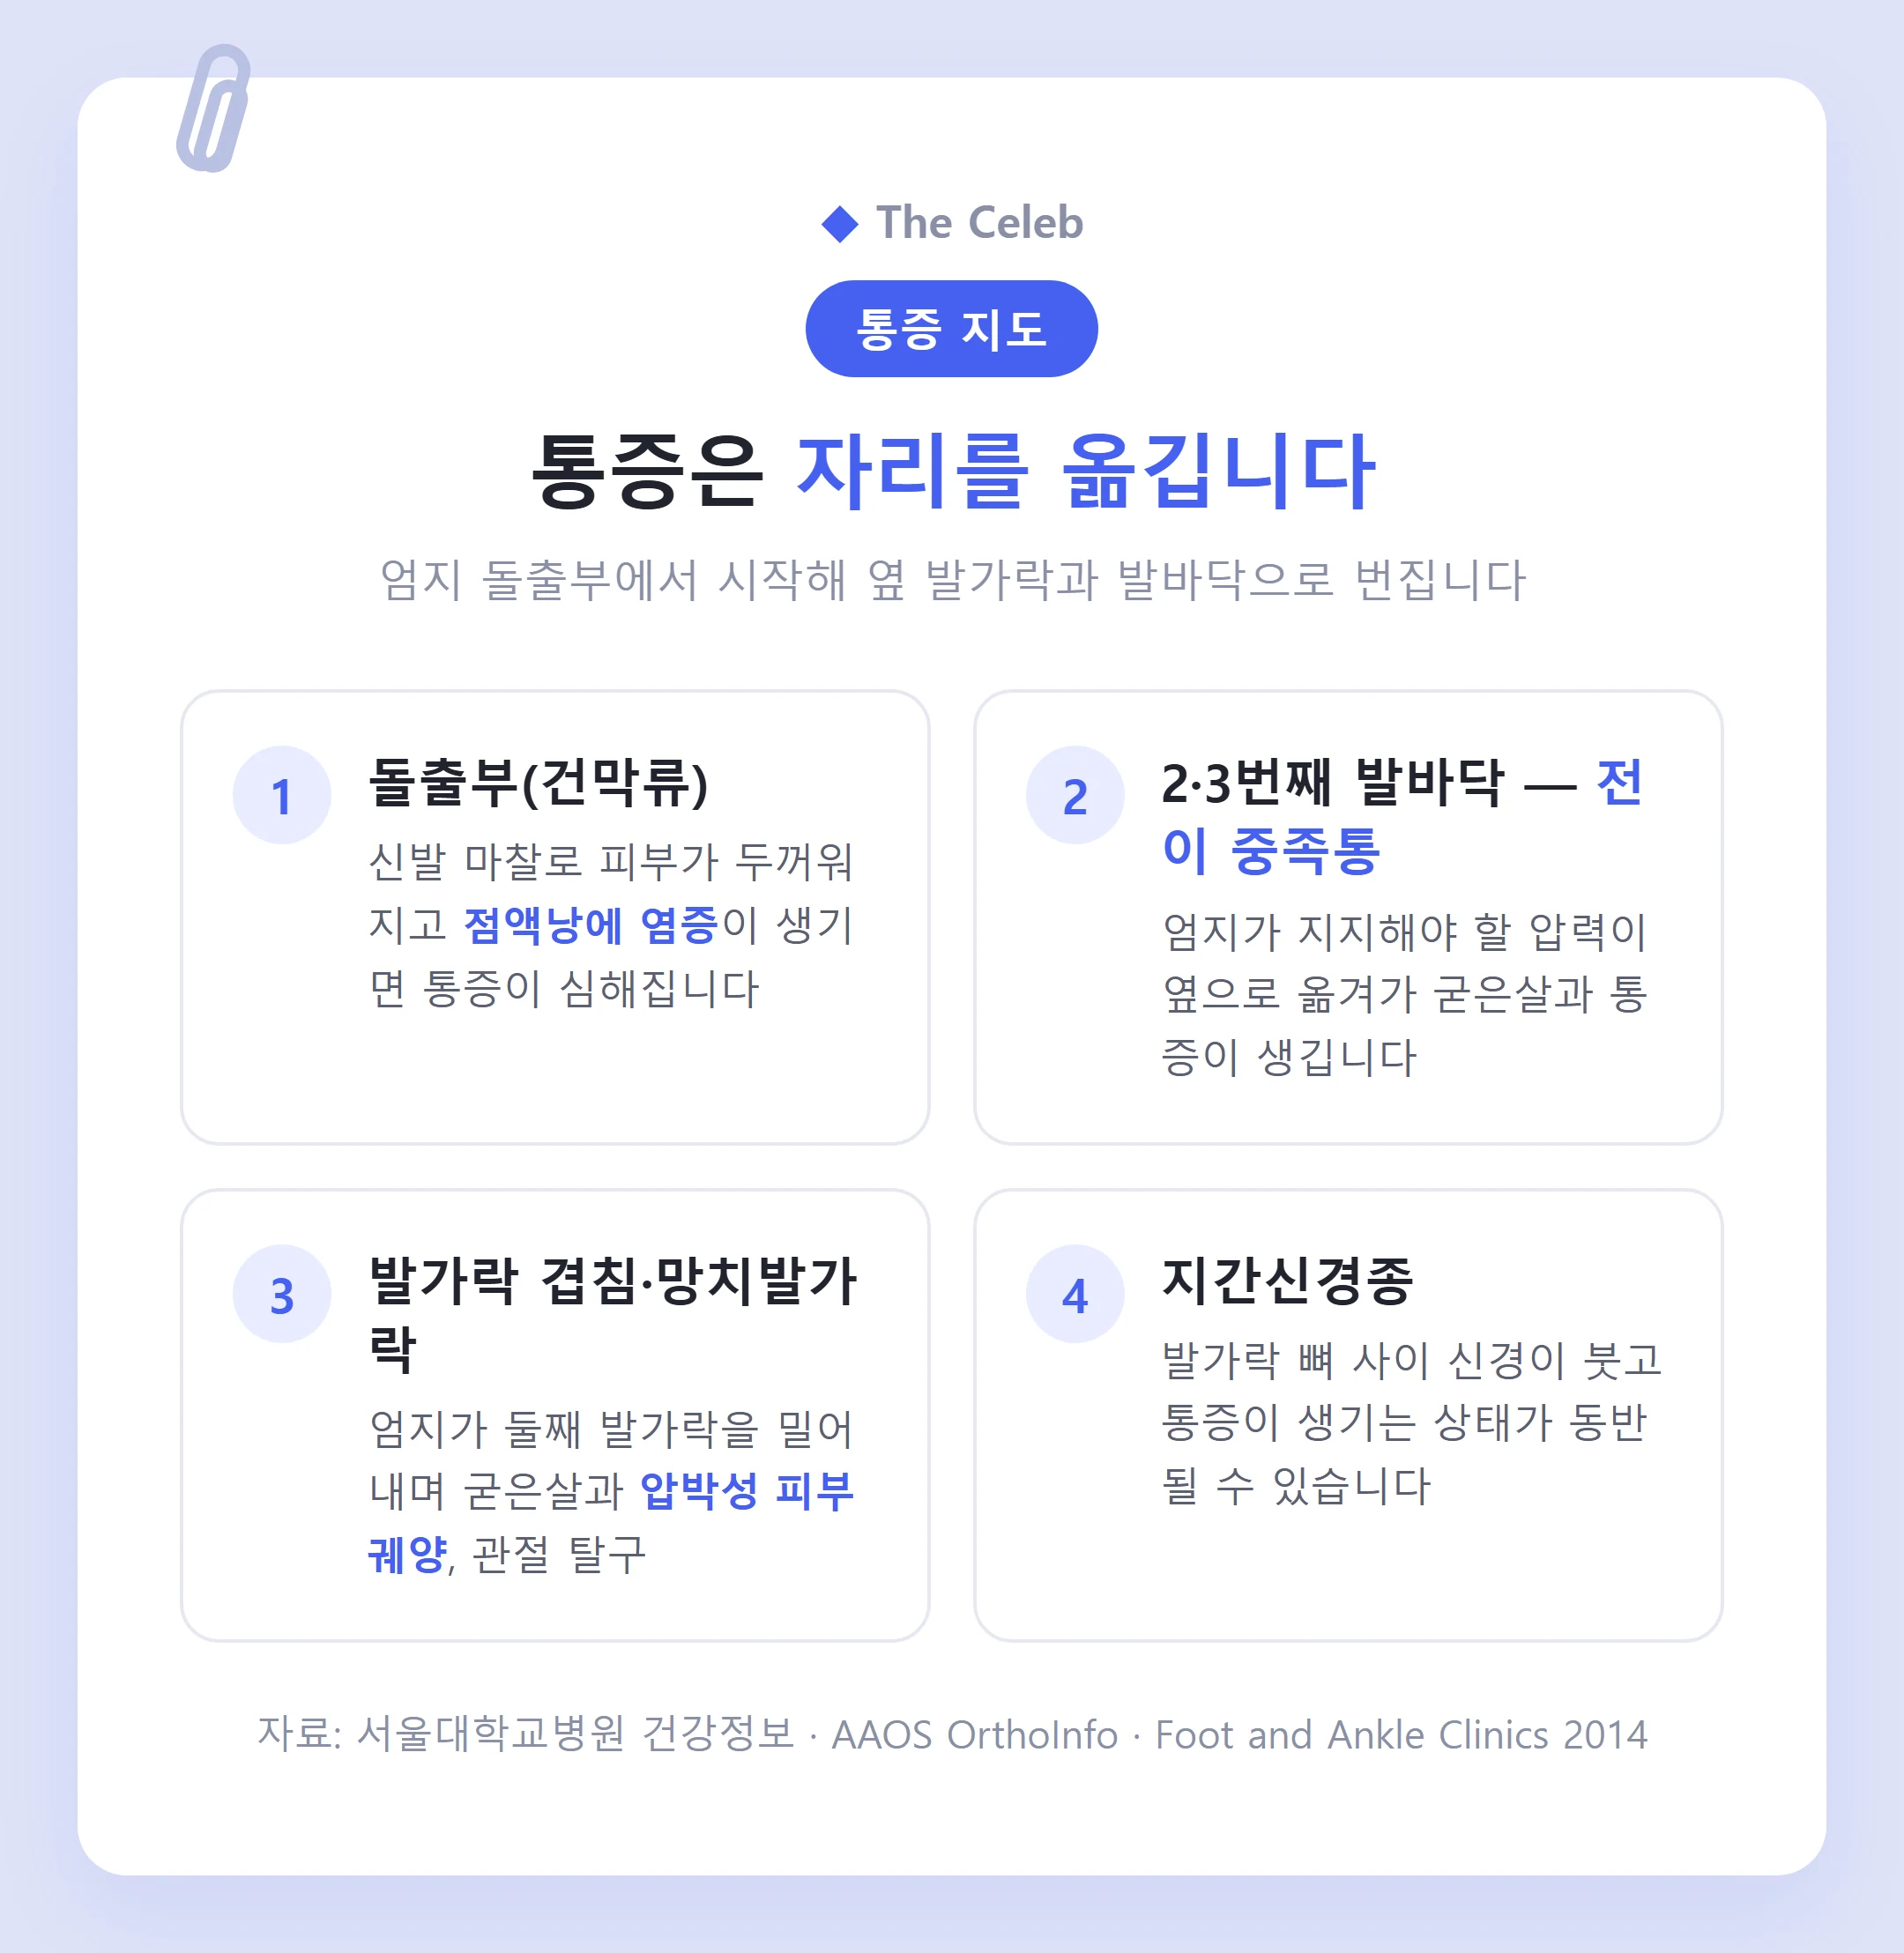 The Celeb
통증 지도
통증은 자리를 옮깁니다
엄지 돌출부에서 시작해 옆 발가락과 발바닥으로 번집니다
1
돌출부(건막류)
신발 마찰로 피부가 두꺼워
지고 점액낭에 염증이 생기
면 통증이 심해집니다
2
2·3번째 발바닥 — 전
이 중족통
엄지가 지지해야 할 압력이
옆으로 옮겨가 굳은살과 통
증이 생깁니다
3
발가락 겹침·망치발가
락
엄지가 둘째 발가락을 밀어
내며 굳은살과 압박성 피부
궤양, 관절 탈구
4
지간신경종
발가락 뼈 사이 신경이 붓고
통증이 생기는 상태가 동반
될 수 있습니다
자료: 서울대학교병원 건강정보 · AAOS OrthoInfo · Foot and Ankle Clinics 2014